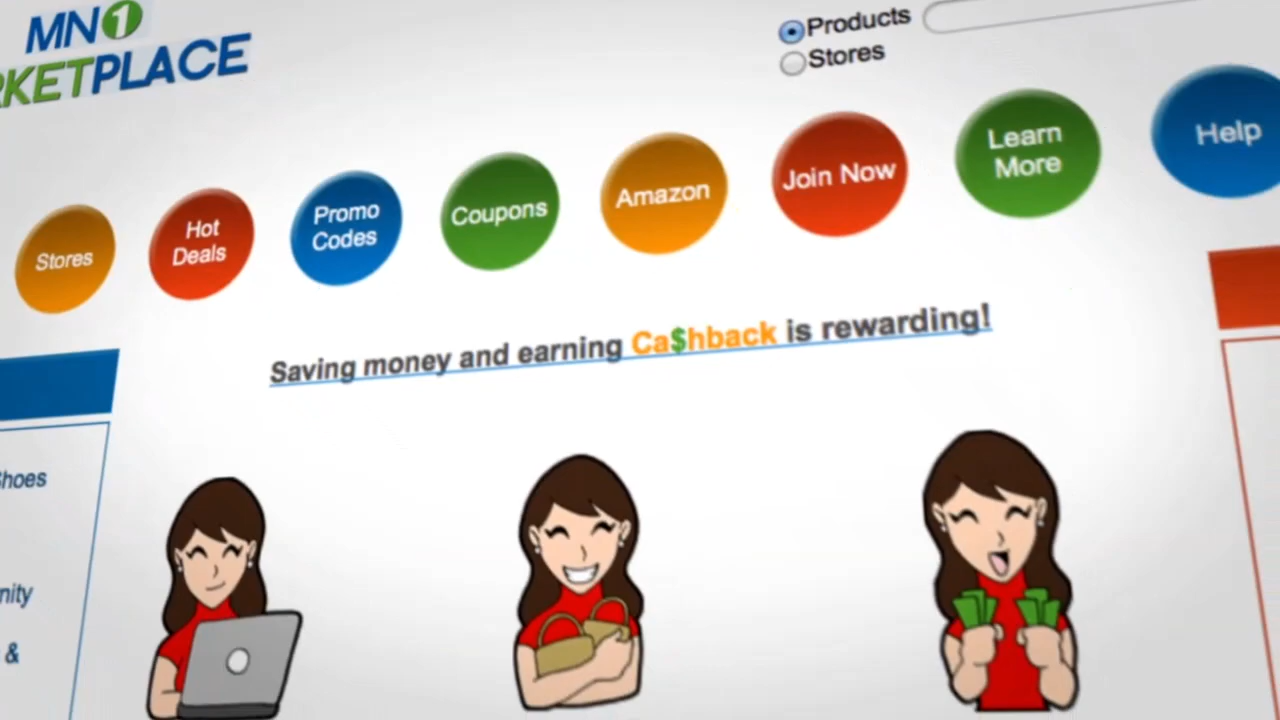 MN1
RKETPLACE
Products
Stores
Stores
Hot
Deals
Promo
Codes
Coupons
Amazon
Join Now
Learn
More
Help
Saving money and earning Ca$hback is rewarding!
Shoes
nity
&